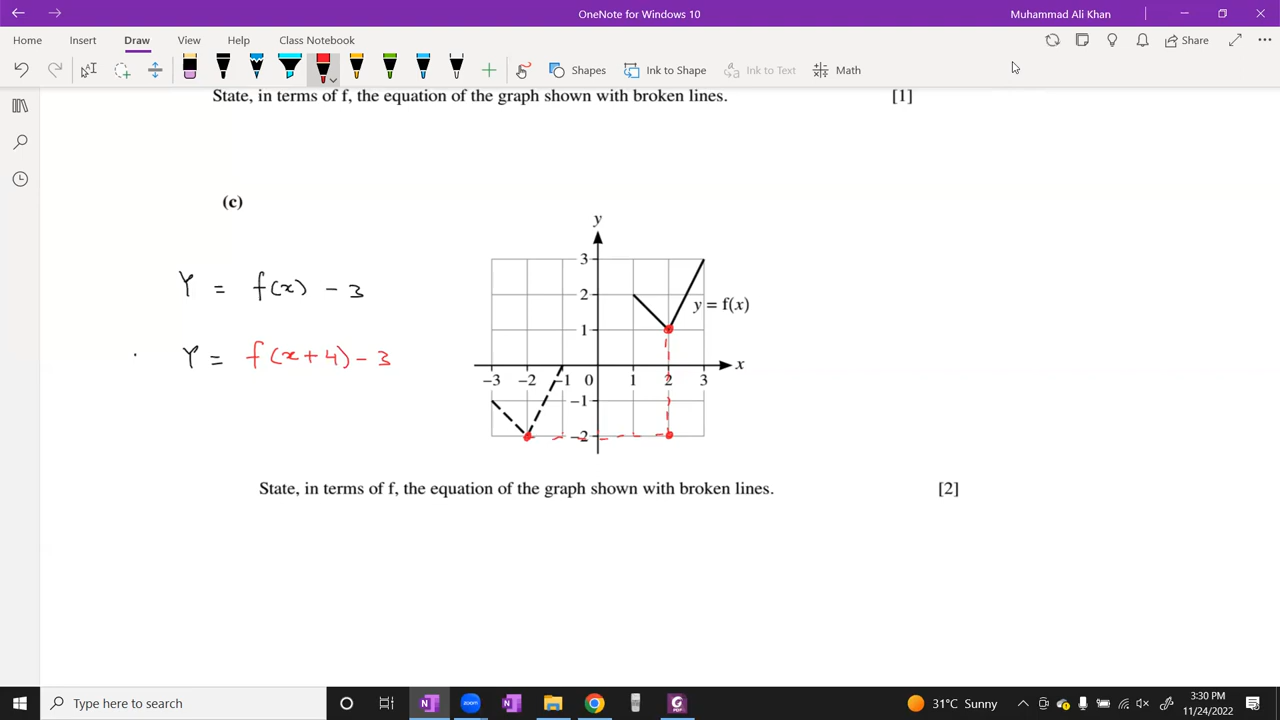 OneNote for Windows 10
Muhammad Ali Khan
Home Insert Draw View Help Class Notebook
Share
Shapes Ink to Shape Ink to Text Math
State, in terms of f, the equation of the graph shown with broken lines. [1]
(c)
y
3
2
1
y = f(x)
x
−3 −2 −1 0 1 2 3
−1
−2
Y = f(x) - 3
Y = f(x+4) - 3
State, in terms of f, the equation of the graph shown with broken lines. [2]
Type here to search
31°C Sunny
3:30 PM
11/24/2022